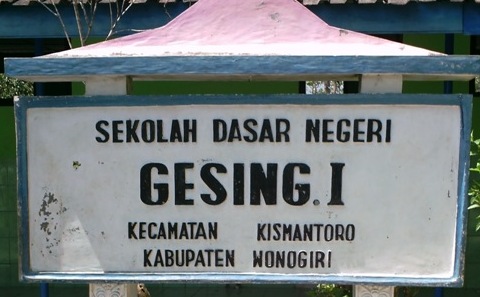 SEKOLAH DASAR NEGERI
GESING.I
KECAMATAN KISMANTORO
KABUPATEN WONOGIRI